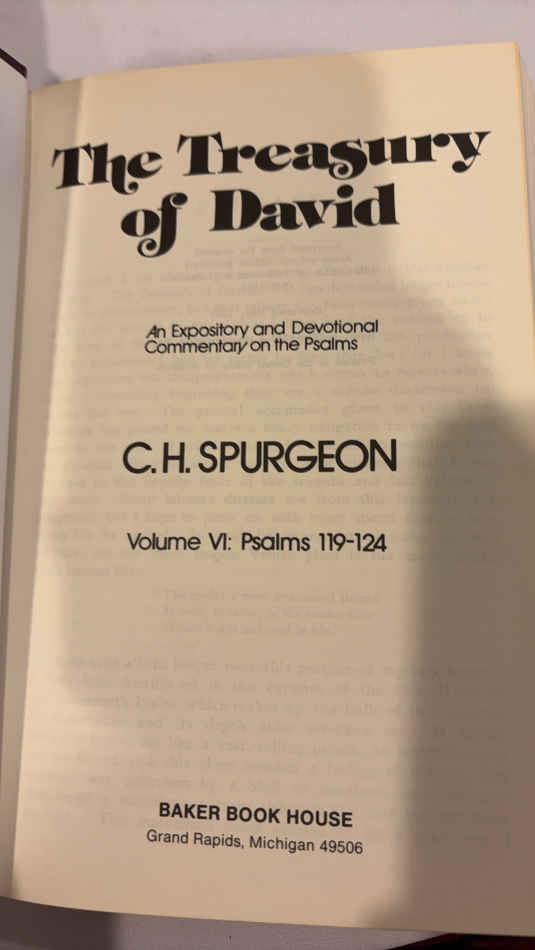 The Treasury
of David
An Expository and Devotional
Commentary on the Psalms
C. H. SPURGEON
Volume VI: Psalms 119-124
BAKER BOOK HOUSE
Grand Rapids, Michigan 49506